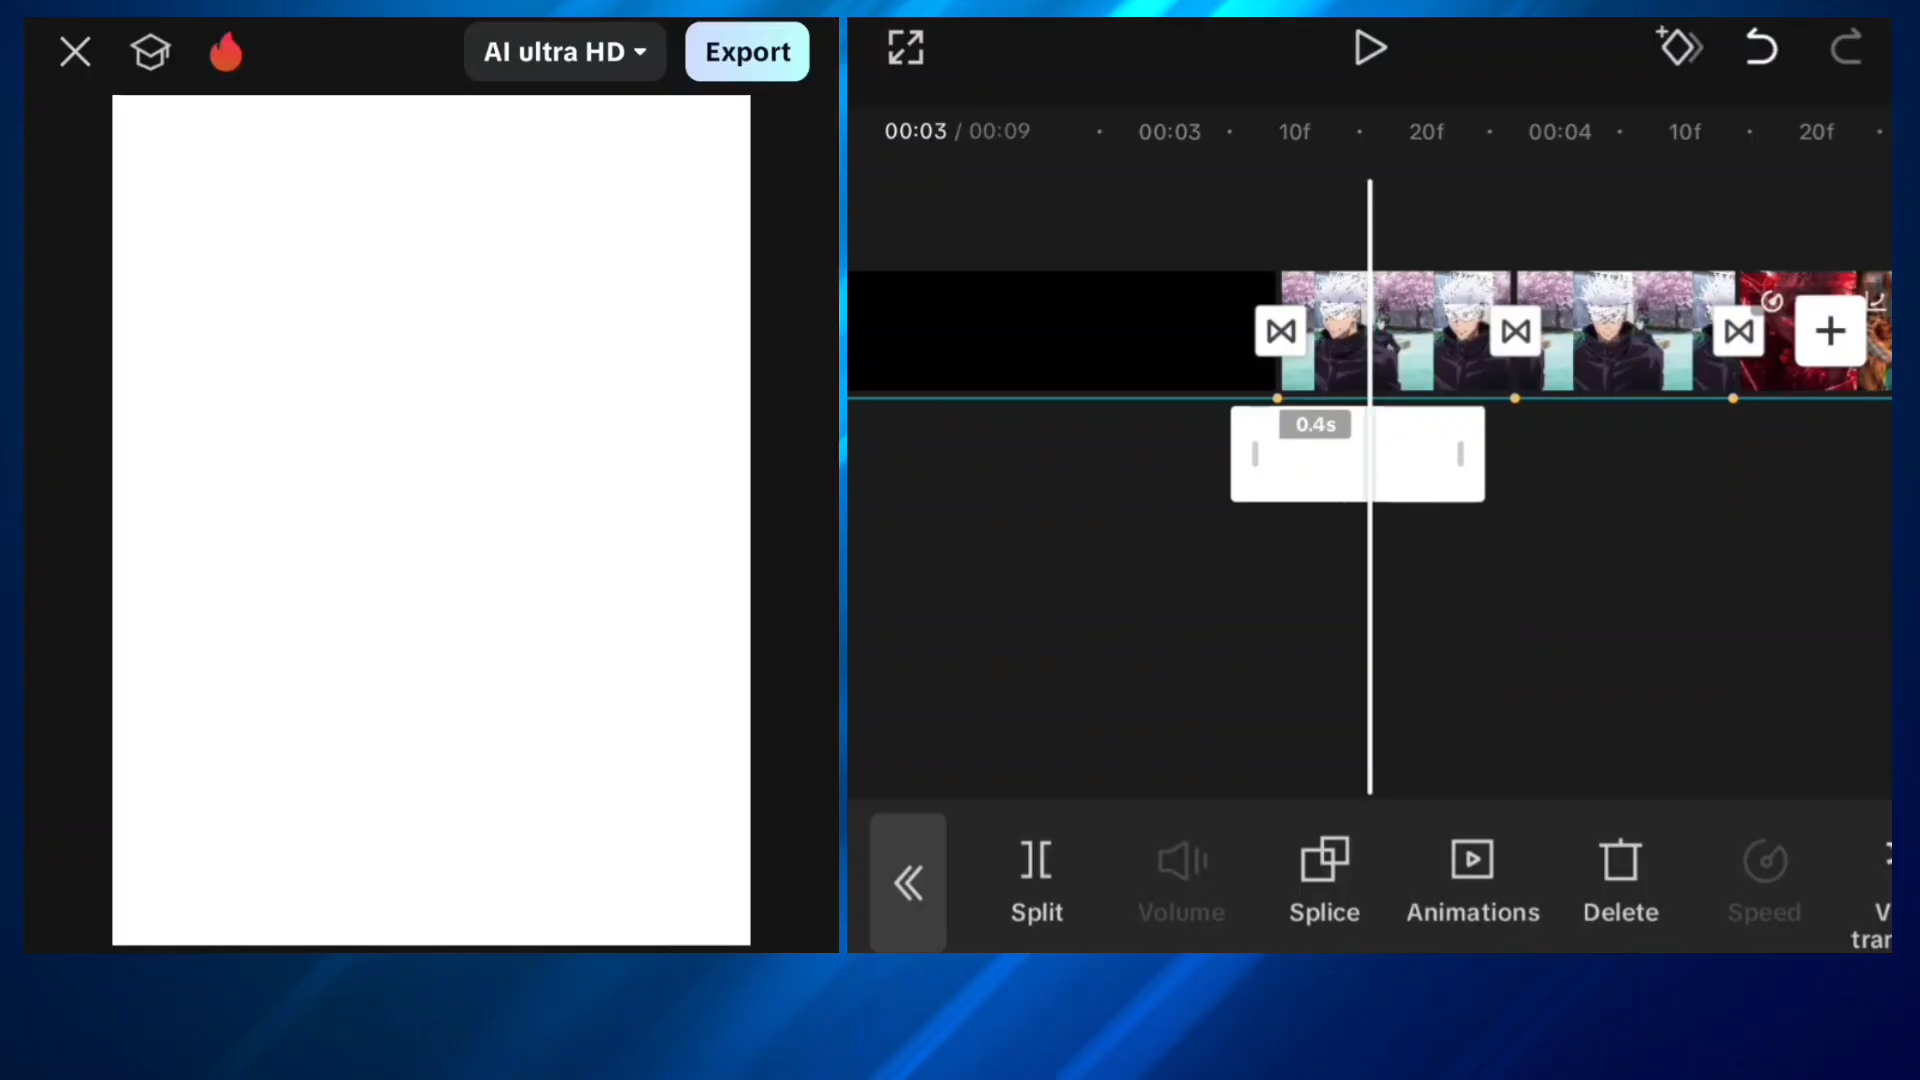 AI ultra HD
Export
00:03 / 00:09
00:03
10f
20f
00:04
10f
20f
0.4s
Split
Volume
Splice
Animations
Delete
Speed
V
tran